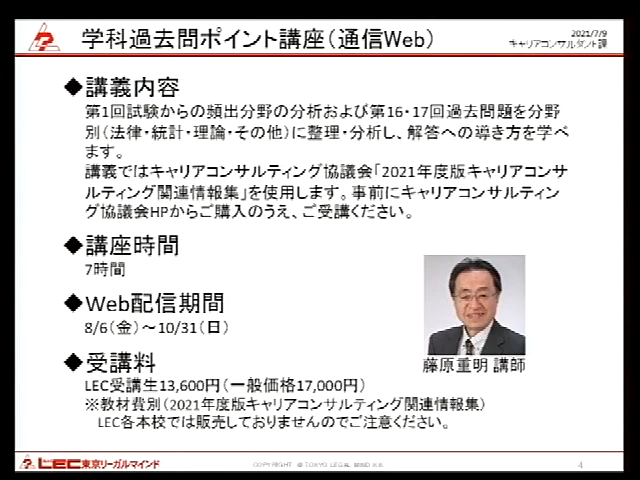 学科過去問ポイント講座（通信Web）
2021/7/9
キャリアコンサルタント課
◆講義内容
第1回試験からの頻出分野の分析および第16・17回過去問題を分野
別（法律・統計・理論・その他）に整理・分析し、解答への導き方を学べ
ます。
講義ではキャリアコンサルティング協議会「2021年度版キャリアコンサ
ルティング関連情報集」を使用します。事前にキャリアコンサルティン
グ協議会HPからご購入のうえ、ご受講ください。
◆講座時間
7時間
◆Web配信期間
8/6（金）～10/31（日）
藤原重明 講師
◆受講料
LEC受講生13,600円（一般価格17,000円）
※教材費別（2021年度版キャリアコンサルティング関連情報集）
LEC各本校では販売しておりませんのでご注意ください。
LEC東京リーガルマインド
COPYRIGHT @ TOKYO LEGAL MIND K.K.
4